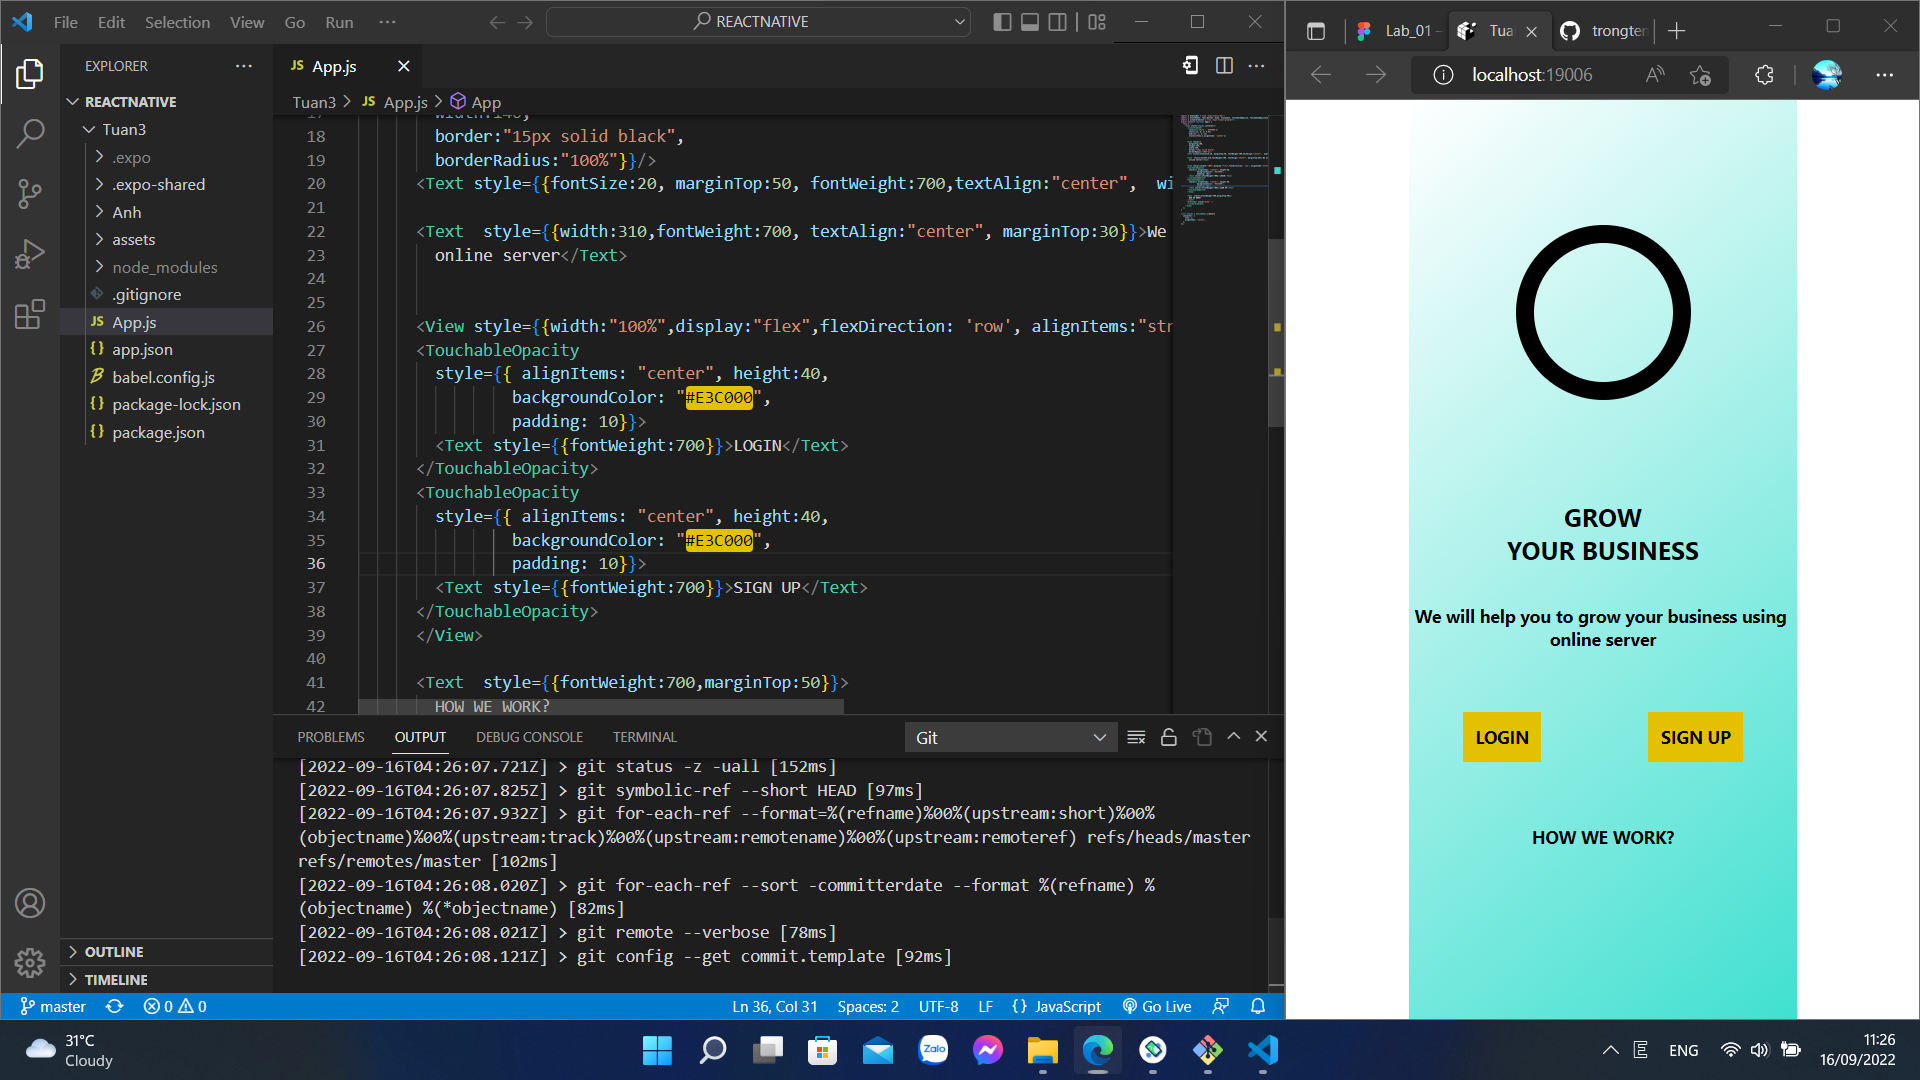 File Edit Selection View Go Run ...
REACTNATIVE
EXPLORER
REACTNATIVE
Tuan3
.expo
.expo-shared
Anh
assets
node_modules
.gitignore
JS App.js
{} app.json
babel.config.js
{} package-lock.json
{} package.json
OUTLINE
TIMELINE
JS App.js
Tuan3 > JS App.js > App
17 width:140,
18 border:"15px solid black",
19 borderRadius:"100%"}}/>
20 <Text style={{fontSize:20, marginTop:50, fontWeight:700,textAlign:"center", wi
21
22 <Text style={{width:310,fontWeight:700, textAlign:"center", marginTop:30}}>We
23 online server</Text>
24
25
26 <View style={{width:"100%",display:"flex",flexDirection: 'row', alignItems:"str
27 <TouchableOpacity
28 style={{ alignItems: "center", height:40,
29 backgroundColor: "#E3C000",
30 padding: 10}}>
31 <Text style={{fontWeight:700}}>LOGIN</Text>
32 </TouchableOpacity>
33 <TouchableOpacity
34 style={{ alignItems: "center", height:40,
35 backgroundColor: "#E3C000",
36 padding: 10}}>
37 <Text style={{fontWeight:700}}>SIGN UP</Text>
38 </TouchableOpacity>
39 </View>
40
41 <Text style={{fontWeight:700,marginTop:50}}>
42 HOW WE WORK?
PROBLEMS OUTPUT DEBUG CONSOLE TERMINAL
Git
[2022-09-16T04:26:07.721Z] > git status -z -uall [152ms]
[2022-09-16T04:26:07.825Z] > git symbolic-ref --short HEAD [97ms]
[2022-09-16T04:26:07.932Z] > git for-each-ref --format=%(refname)%00%(upstream:short)%00%
(objectname)%00%(upstream:track)%00%(upstream:remotename)%00%(upstream:remoteref) refs/heads/master
refs/remotes/master [102ms]
[2022-09-16T04:26:08.020Z] > git for-each-ref --sort -committerdate --format %(refname) %
(objectname) %(*objectname) [82ms]
[2022-09-16T04:26:08.021Z] > git remote --verbose [78ms]
[2022-09-16T04:26:08.121Z] > git config --get commit.template [92ms]
master 0 0 Ln 36, Col 31 Spaces: 2 UTF-8 LF {} JavaScript Go Live
Lab_01 - Tua trongter
localhost:19006
GROW
YOUR BUSINESS
We will help you to grow your business using
online server
LOGIN SIGN UP
HOW WE WORK?
31°C
Cloudy
Zalo
ENG
11:26
16/09/2022